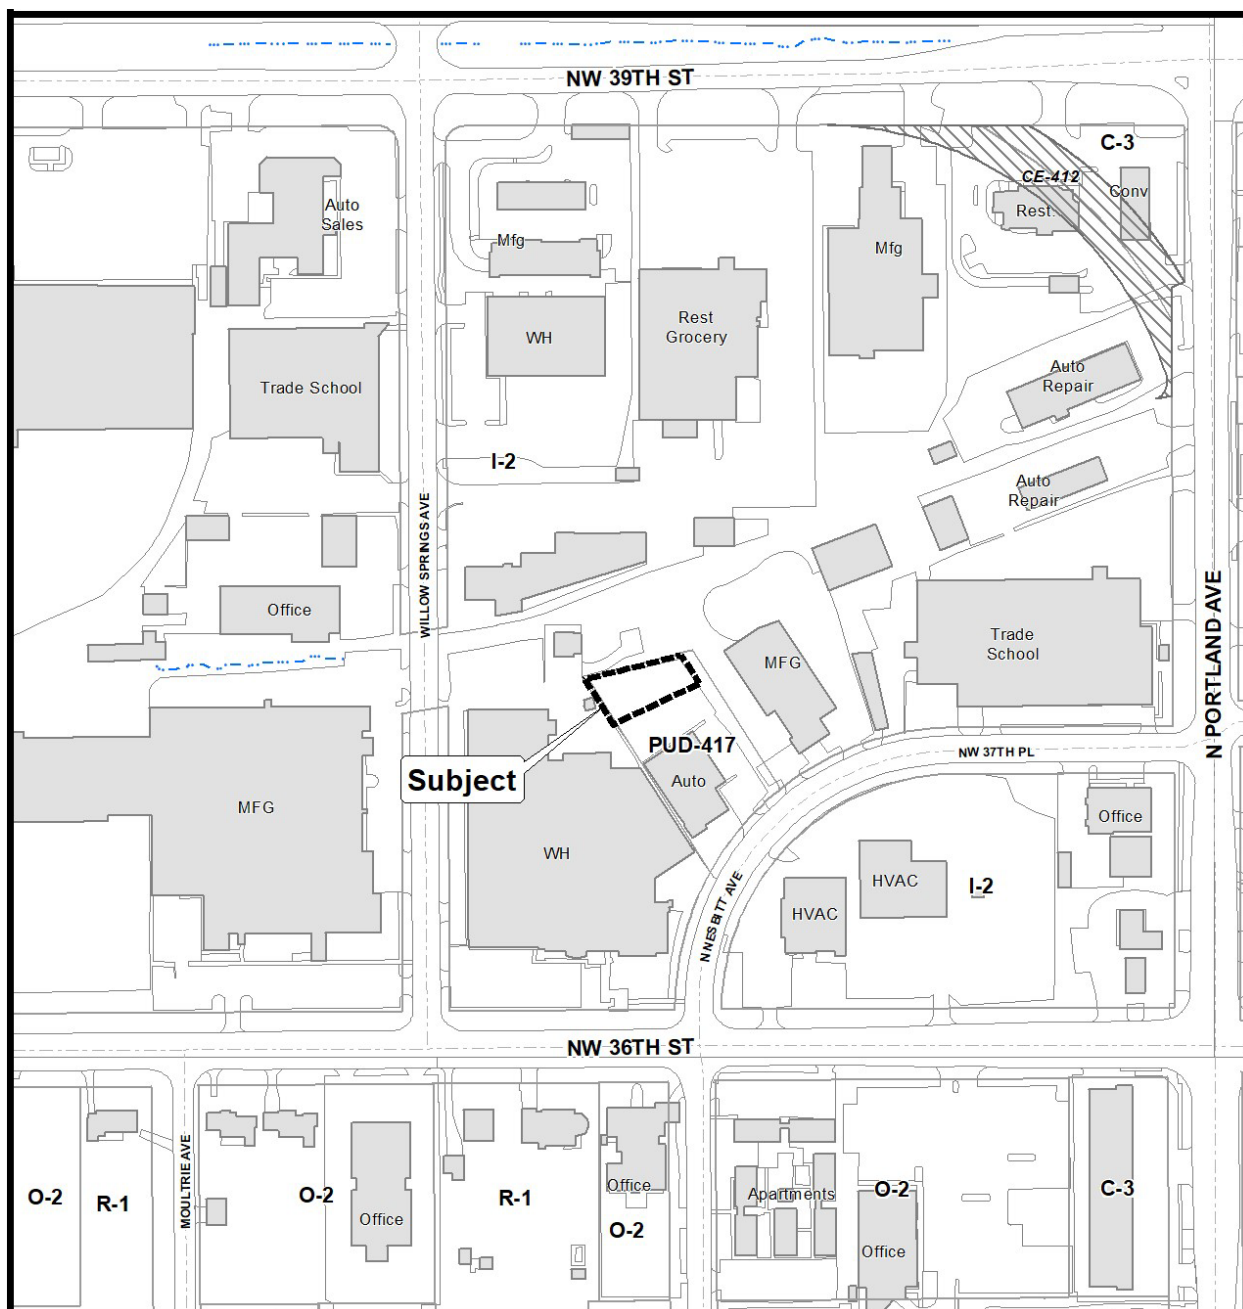 NW 39TH ST
C-3
CE-412
Conv
Rest.
Auto
Sales
Mfg
Mfg
Rest
Grocery
WH
Auto
Repair
Trade School
I-2
Auto
Repair
WILLOW SPRINGS AVE
Office
N PORTLAND AVE
Trade
School
MFG
PUD-417
NW 37TH PL
Subject
Auto
MFG
Office
WH
HVAC
I-2
HVAC
N NESBITT AVE
NW 36TH ST
MOULTRIE AVE
O-2
R-1
O-2
Office
R-1
Office
O-2
Apartments
O-2
Office
C-3